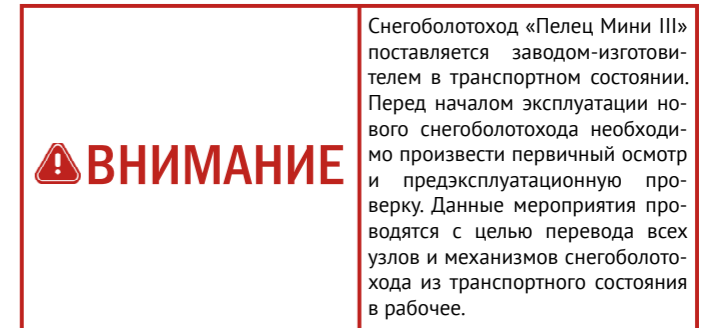 ВНИМАНИЕ
Снегоболотоход «Пелец Мини III»
поставляется заводом-изготови-
телем в транспортном состоянии.
Перед началом эксплуатации но-
вого снегоболотохода необходи-
мо произвести первичный осмотр
и предэксплуатационную про-
верку. Данные мероприятия про-
водятся с целью перевода всех
узлов и механизмов снегоболото-
хода из транспортного состояния
в рабочее.